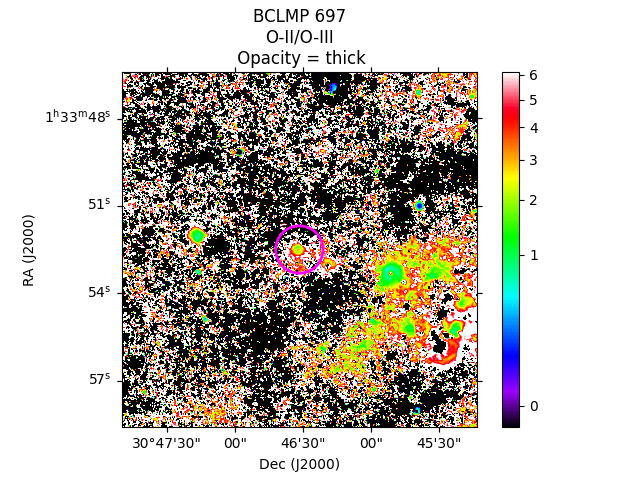 BCLMP 697
O-II/O-III
Opacity = thick
1ʰ33ᵐ48ˢ
51ˢ
54ˢ
57ˢ
RA (J2000)
30°47'30" 00" 46'30" 00" 45'30"
Dec (J2000)
6
5
4
3
2
1
0